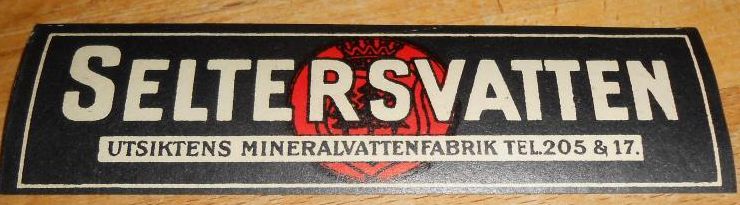 SELTERSVATTEN
UTSIKTENS MINERALVATTENFABRIK TEL.205 & 17.